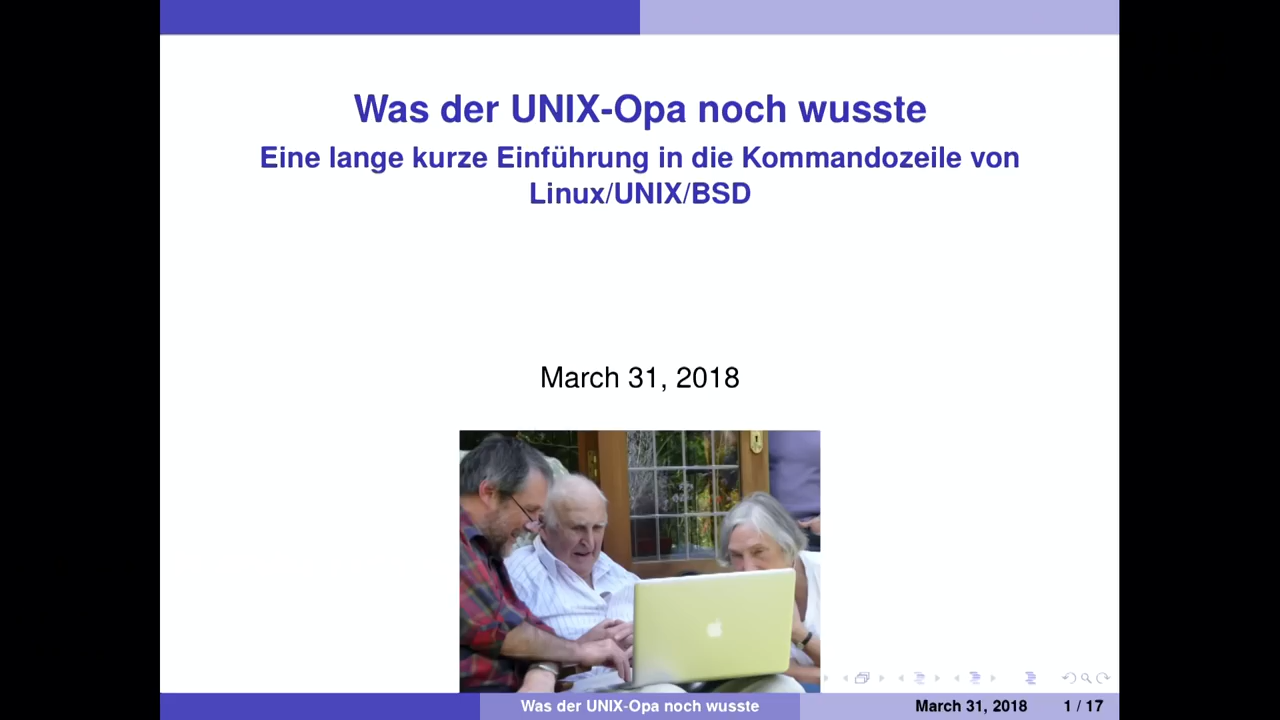 Was der UNIX-Opa noch wusste
Eine lange kurze Einführung in die Kommandozeile von
Linux/UNIX/BSD
March 31, 2018
Was der UNIX-Opa noch wusste
March 31, 2018
1 / 17